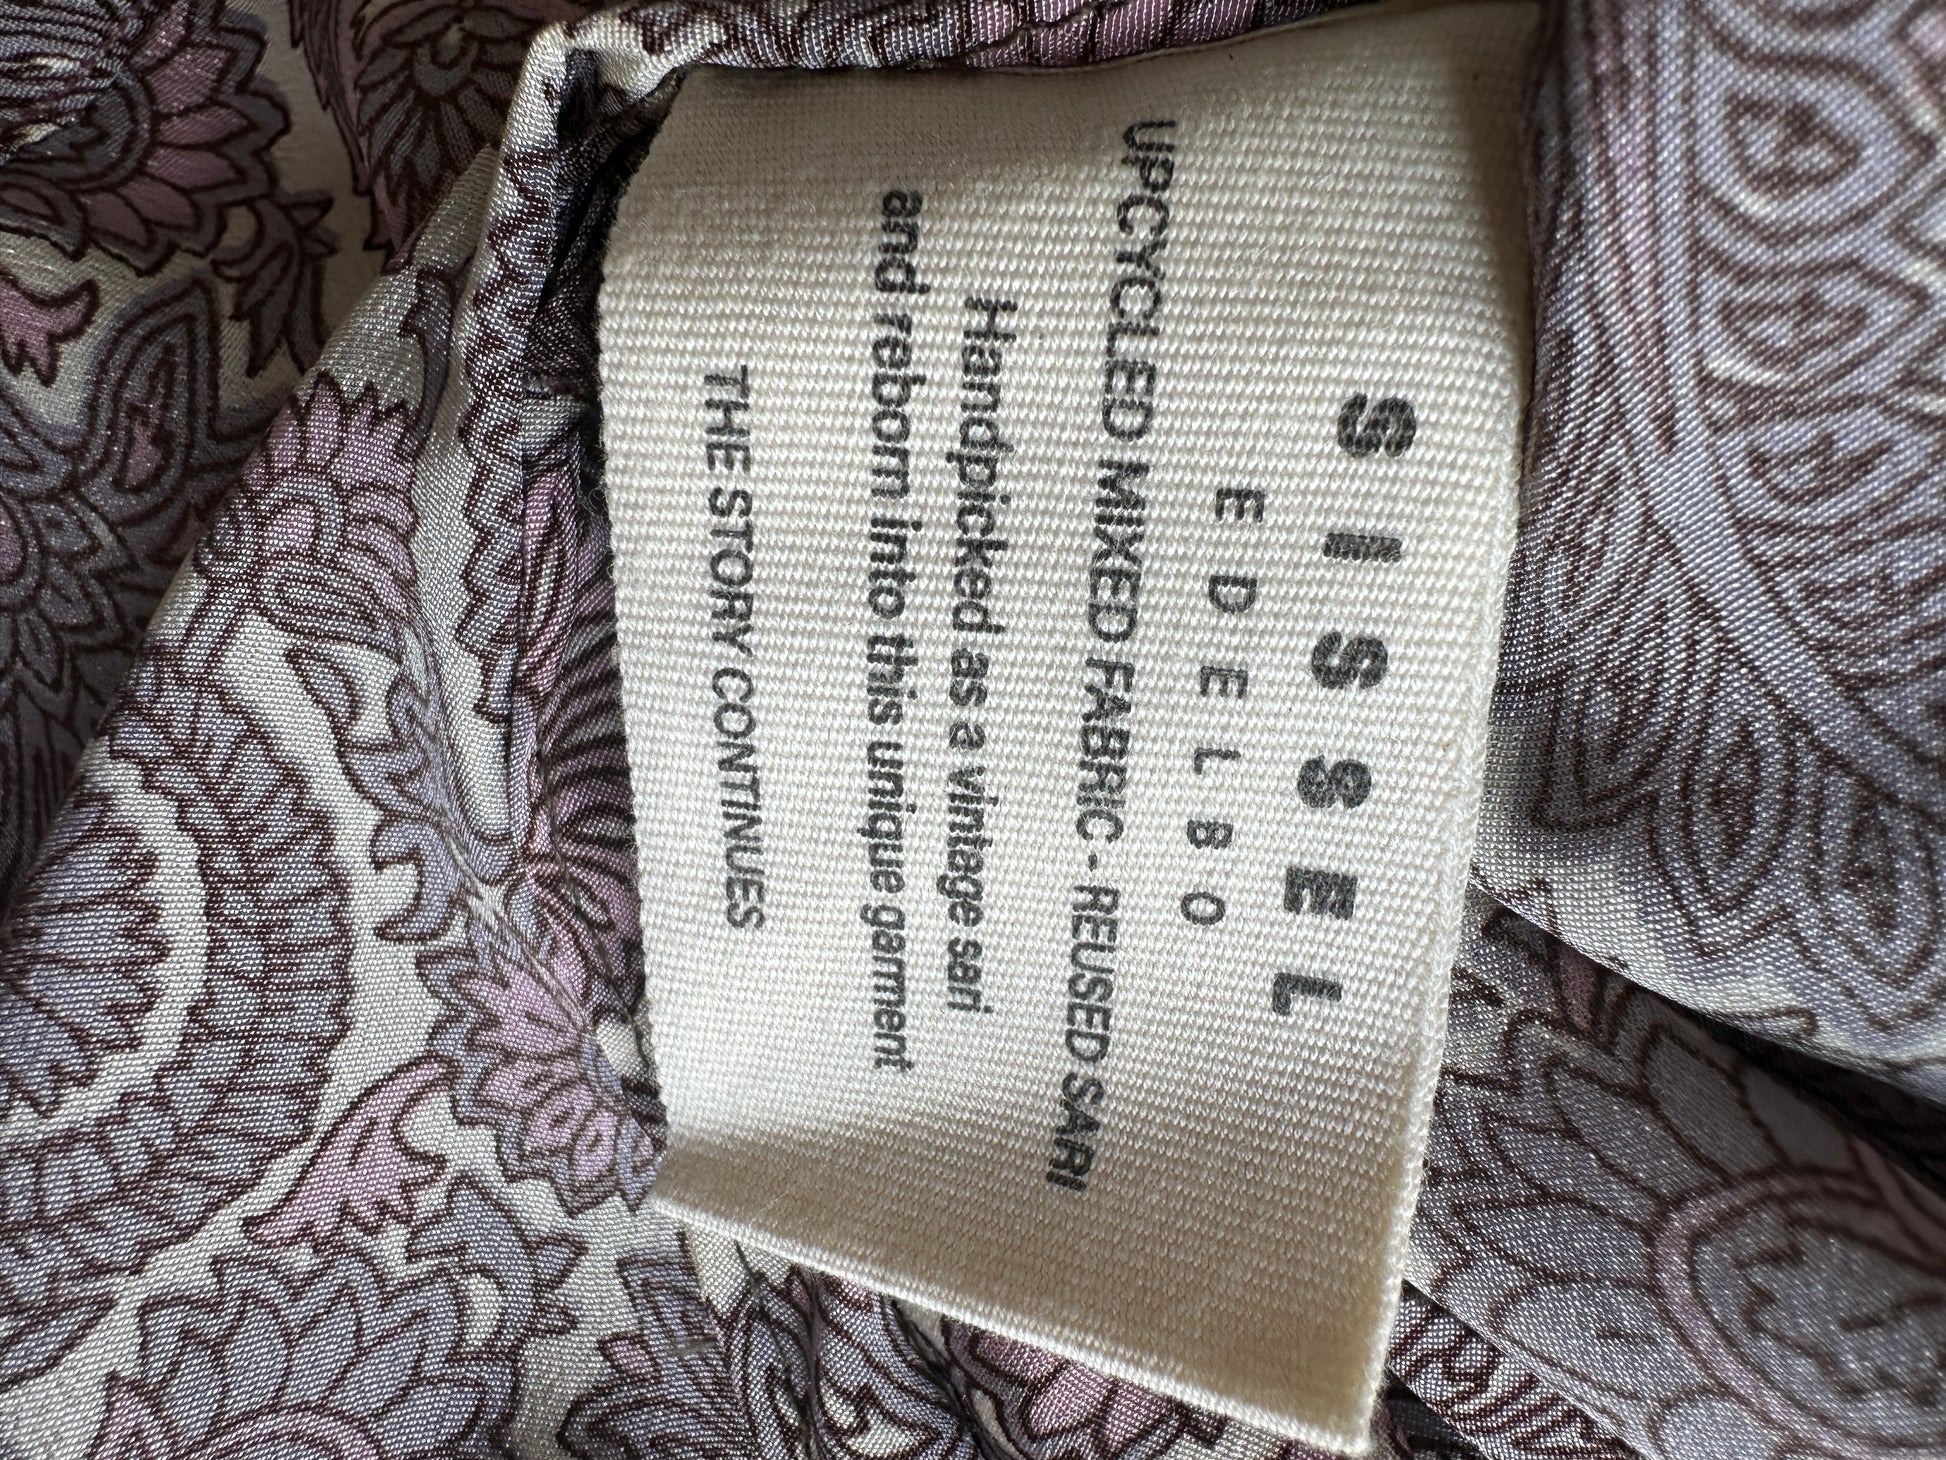 SISSEL
EDELBO
UPCYCLED MIXED FABRIC - REUSED SARI
Handpicked as a vintage sari
and reborn into this unique garment
THE STORY CONTINUES